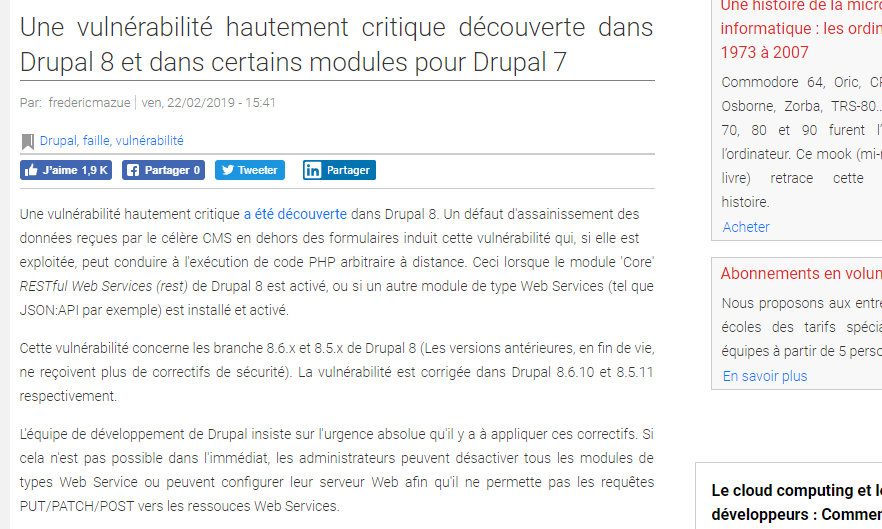 Une vulnérabilité hautement critique découverte dans
Drupal 8 et dans certains modules pour Drupal 7
Par: fredericmazue | ven, 22/02/2019 - 15:41
Drupal, faille, vulnérabilité
J'aime 1,9 K
Partager 0
Tweeter
Partager
Une vulnérabilité hautement critique a été découverte dans Drupal 8. Un défaut d'assainissement des
données reçues par le célère CMS en dehors des formulaires induit cette vulnérabilité qui, si elle est
exploitée, peut conduire à l'exécution de code PHP arbitraire à distance. Ceci lorsque le module 'Core'
RESTful Web Services (rest) de Drupal 8 est activé, ou si un autre module de type Web Services (tel que
JSON:API par exemple) est installé et activé.
Cette vulnérabilité concerne les branche 8.6.x et 8.5.x de Drupal 8 (Les versions antérieures, en fin de vie,
ne reçoivent plus de correctifs de sécurité). La vulnérabilité est corrigée dans Drupal 8.6.10 et 8.5.11
respectivement.
L'équipe de développement de Drupal insiste sur l'urgence absolue qu'il y a à appliquer ces correctifs. Si
cela n'est pas possible dans l'immédiat, les administrateurs peuvent désactiver tous les modules de
types Web Service ou peuvent configurer leur serveur Web afin qu'il ne permette pas les requêtes
PUT/PATCH/POST vers les ressouces Web Services.
Une histoire de la micro
informatique : les ordin
1973 à 2007
Commodore 64, Oric, CP
Osborne, Zorba, TRS-80..
70, 80 et 90 furent l'
l'ordinateur. Ce mook (mi-
livre) retrace cette
histoire.
Acheter
Abonnements en volun
Nous proposons aux entre
écoles des tarifs spécia
équipes à partir de 5 perso
En savoir plus
Le cloud computing et le
développeurs : Commen